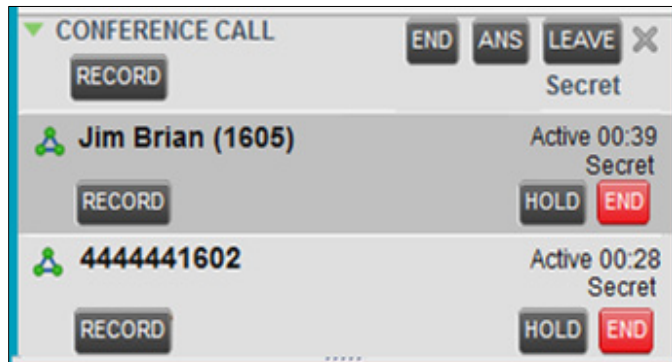 CONFERENCE CALL END ANS LEAVE
RECORD Secret
Jim Brian (1605) Active 00:39
Secret
RECORD HOLD END
4444441602 Active 00:28
Secret
RECORD HOLD END